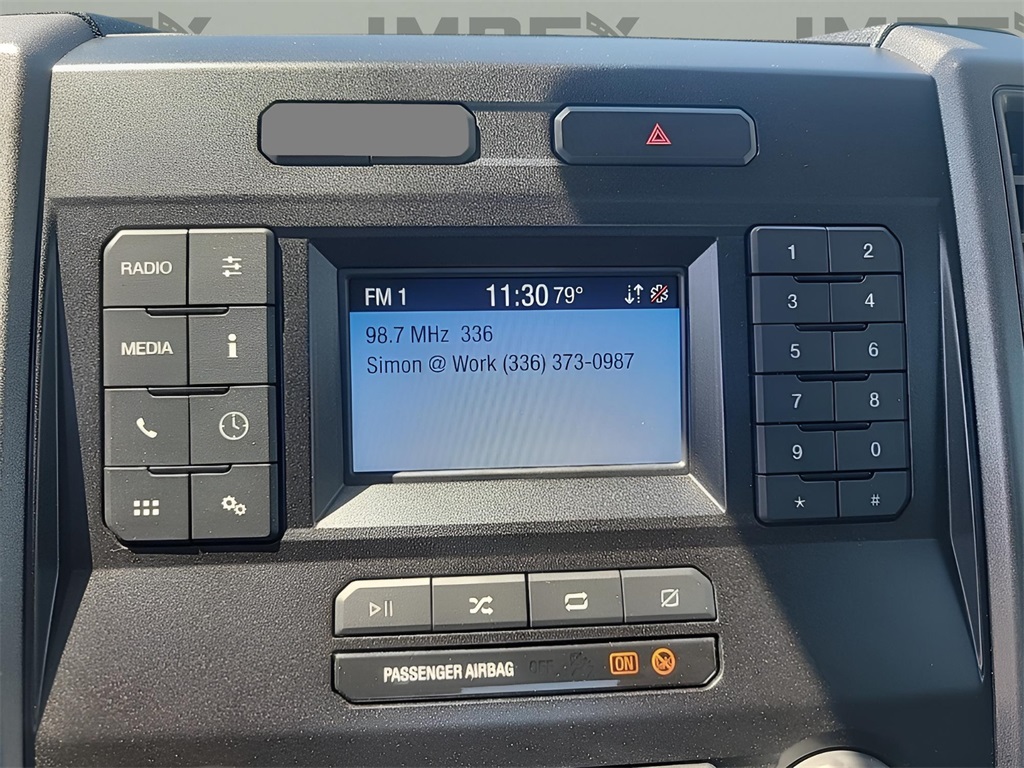 IMPEX
RADIO
MEDIA
FM 1 11:30 79°
98.7 MHz 336
Simon @ Work (336) 373-0987
1 2
3 4
5 6
7 8
9 0
* #
PASSENGER AIRBAG OFF ON